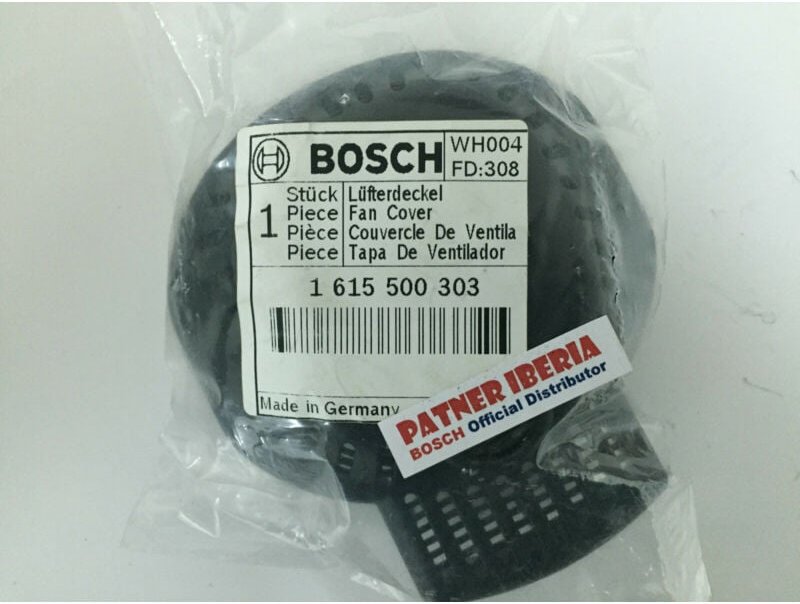 BOSCH
WH004
FD:308
1
Stück Lüfterdeckel
Piece Fan Cover
Pièce Couvercle De Ventila
Piece Tapa De Ventilador
1 615 500 303
Made in Germany
PATNER IBERIA
BOSCH Official Distributor